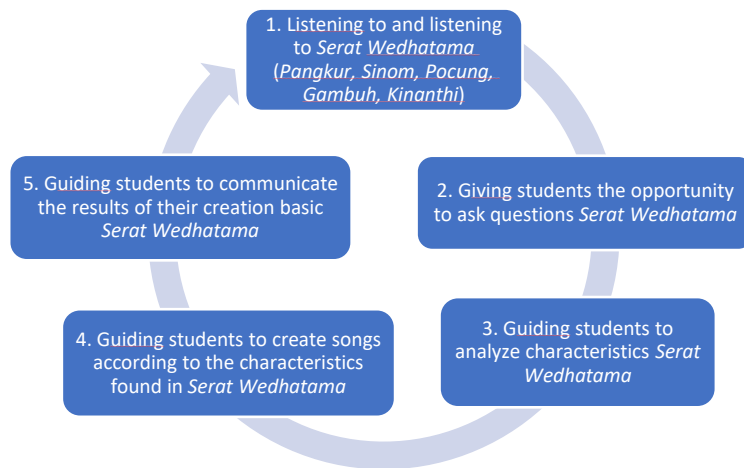 1. Listening to and listening
to Serat Wedhatama
(Pangkur, Sinom, Pocung,
Gambuh, Kinanthi)
2. Giving students the opportunity
to ask questions Serat Wedhatama
3. Guiding students to
analyze characteristics Serat
Wedhatama
4. Guiding students to create songs
according to the characteristics
found in Serat Wedhatama
5. Guiding students to communicate
the results of their creation basic
Serat Wedhatama